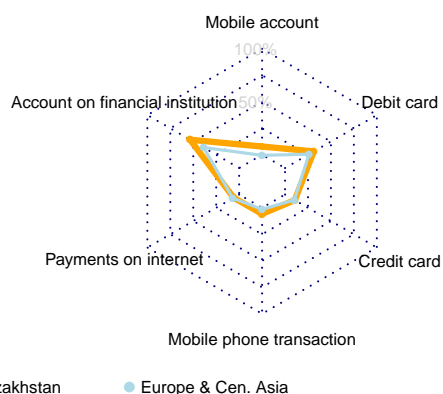 Mobile account
100%
Account on financial institution
50%
Debit card
Payments on internet
Credit card
Mobile phone transaction
zakhstan
Europe & Cen. Asia